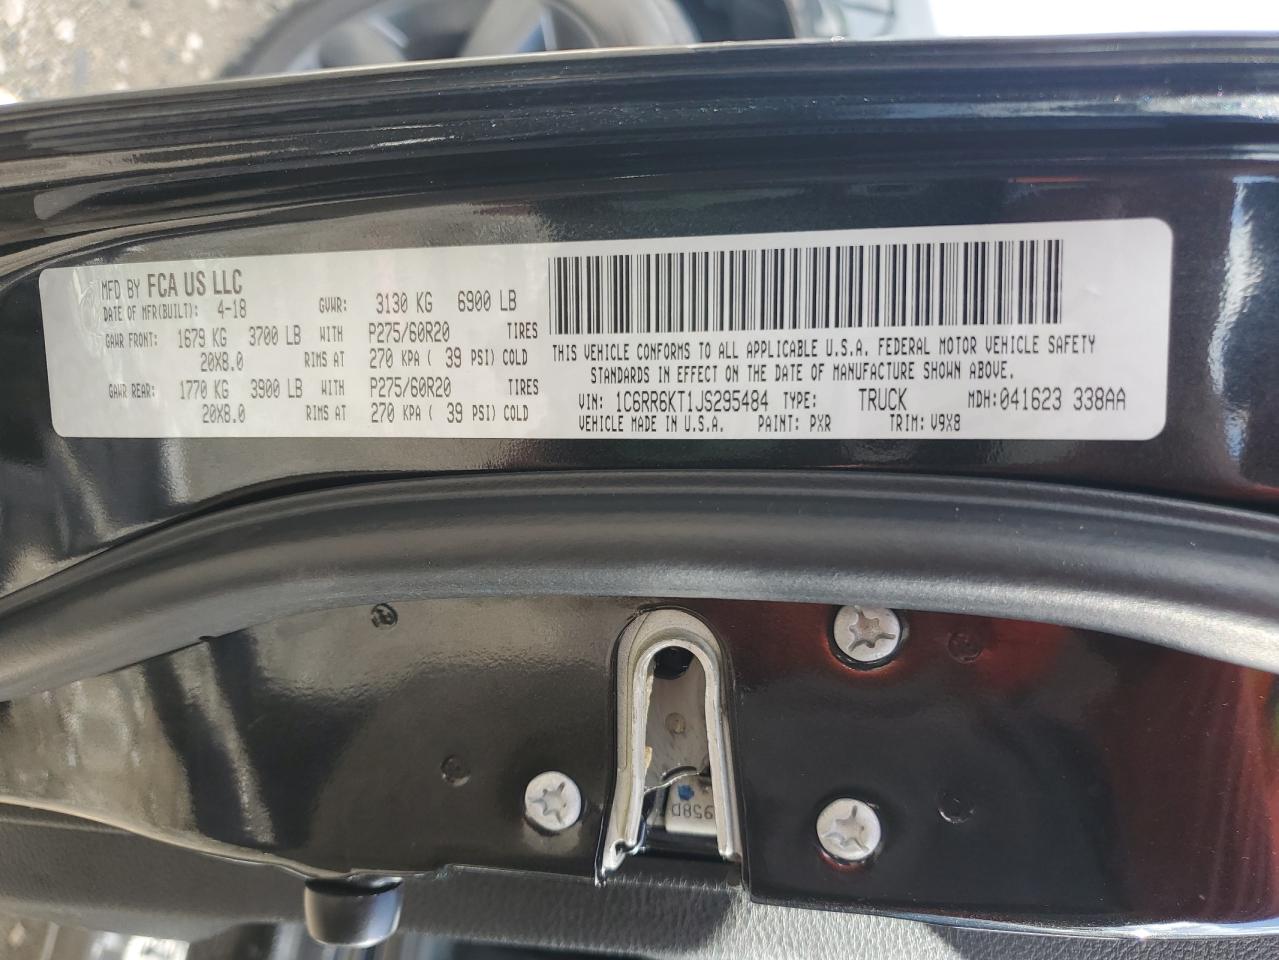 MFD BY FCA US LLC
DATE OF MFR(BUILT): 4-18 GVWR: 3130 KG 6900 LB
GAWR FRONT: 1679 KG 3700 LB WITH P275/60R20 TIRES
20X8.0 RIMS AT 270 KPA ( 39 PSI) COLD
GAWR REAR: 1770 KG 3900 LB WITH P275/60R20 TIRES
20X8.0 RIMS AT 270 KPA ( 39 PSI) COLD
THIS VEHICLE CONFORMS TO ALL APPLICABLE U.S.A. FEDERAL MOTOR VEHICLE SAFETY
STANDARDS IN EFFECT ON THE DATE OF MANUFACTURE SHOWN ABOVE.
VIN: 1C6RR6KT1JS295484 TYPE: TRUCK MDH:041623 338AA
VEHICLE MADE IN U.S.A. PAINT: PXR TRIM: V9X8